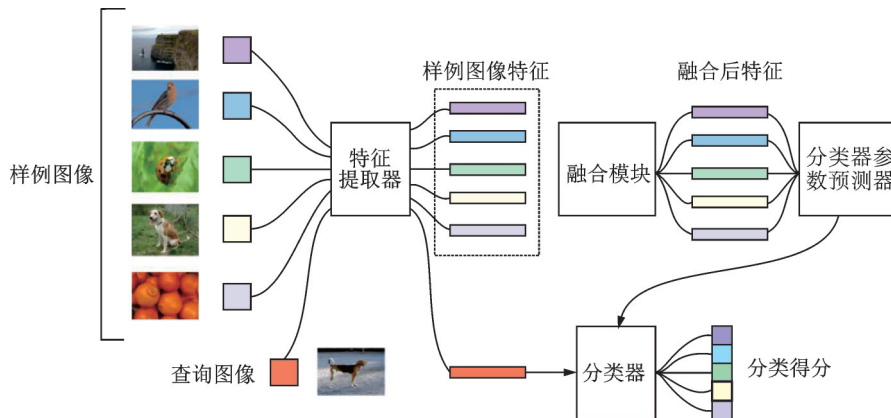 样例图像特征
融合后特征
样例图像
特征
提取器
融合模块
分类器参
数预测器
查询图像
分类器
分类得分